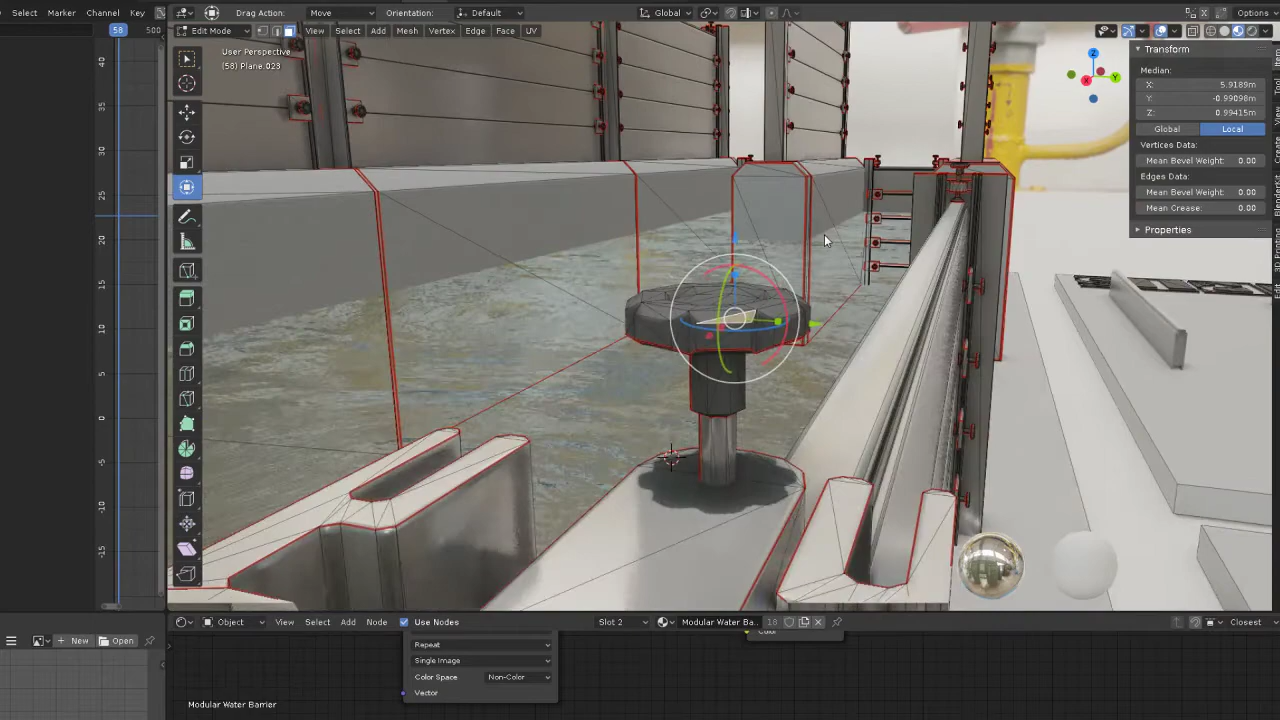 Select Marker Channel Key
Drag Action: Move Orientation: Default Global Options
58 500
Edit Mode View Select Add Mesh Vertex Edge Face UV
User Perspective
(58) Plane.023
40
35
30
25
20
15
10
5
0
-5
-10
-15
Z
Y
X
Transform
Median:
X: 5.9189m
Y: -0.99098m
Z: 0.99415m
Global Local
Vertices Data:
Mean Bevel Weight: 0.00
Edges Data:
Mean Bevel Weight: 0.00
Mean Crease: 0.00
Properties
Item
Tool
View
Edit
Object View Select Add Node Use Nodes Slot 2 Modular Water Ba.. 18 Closest
New Open
Color
Repeat
Single Image
Color Space Non-Color
Vector
Modular Water Barrier